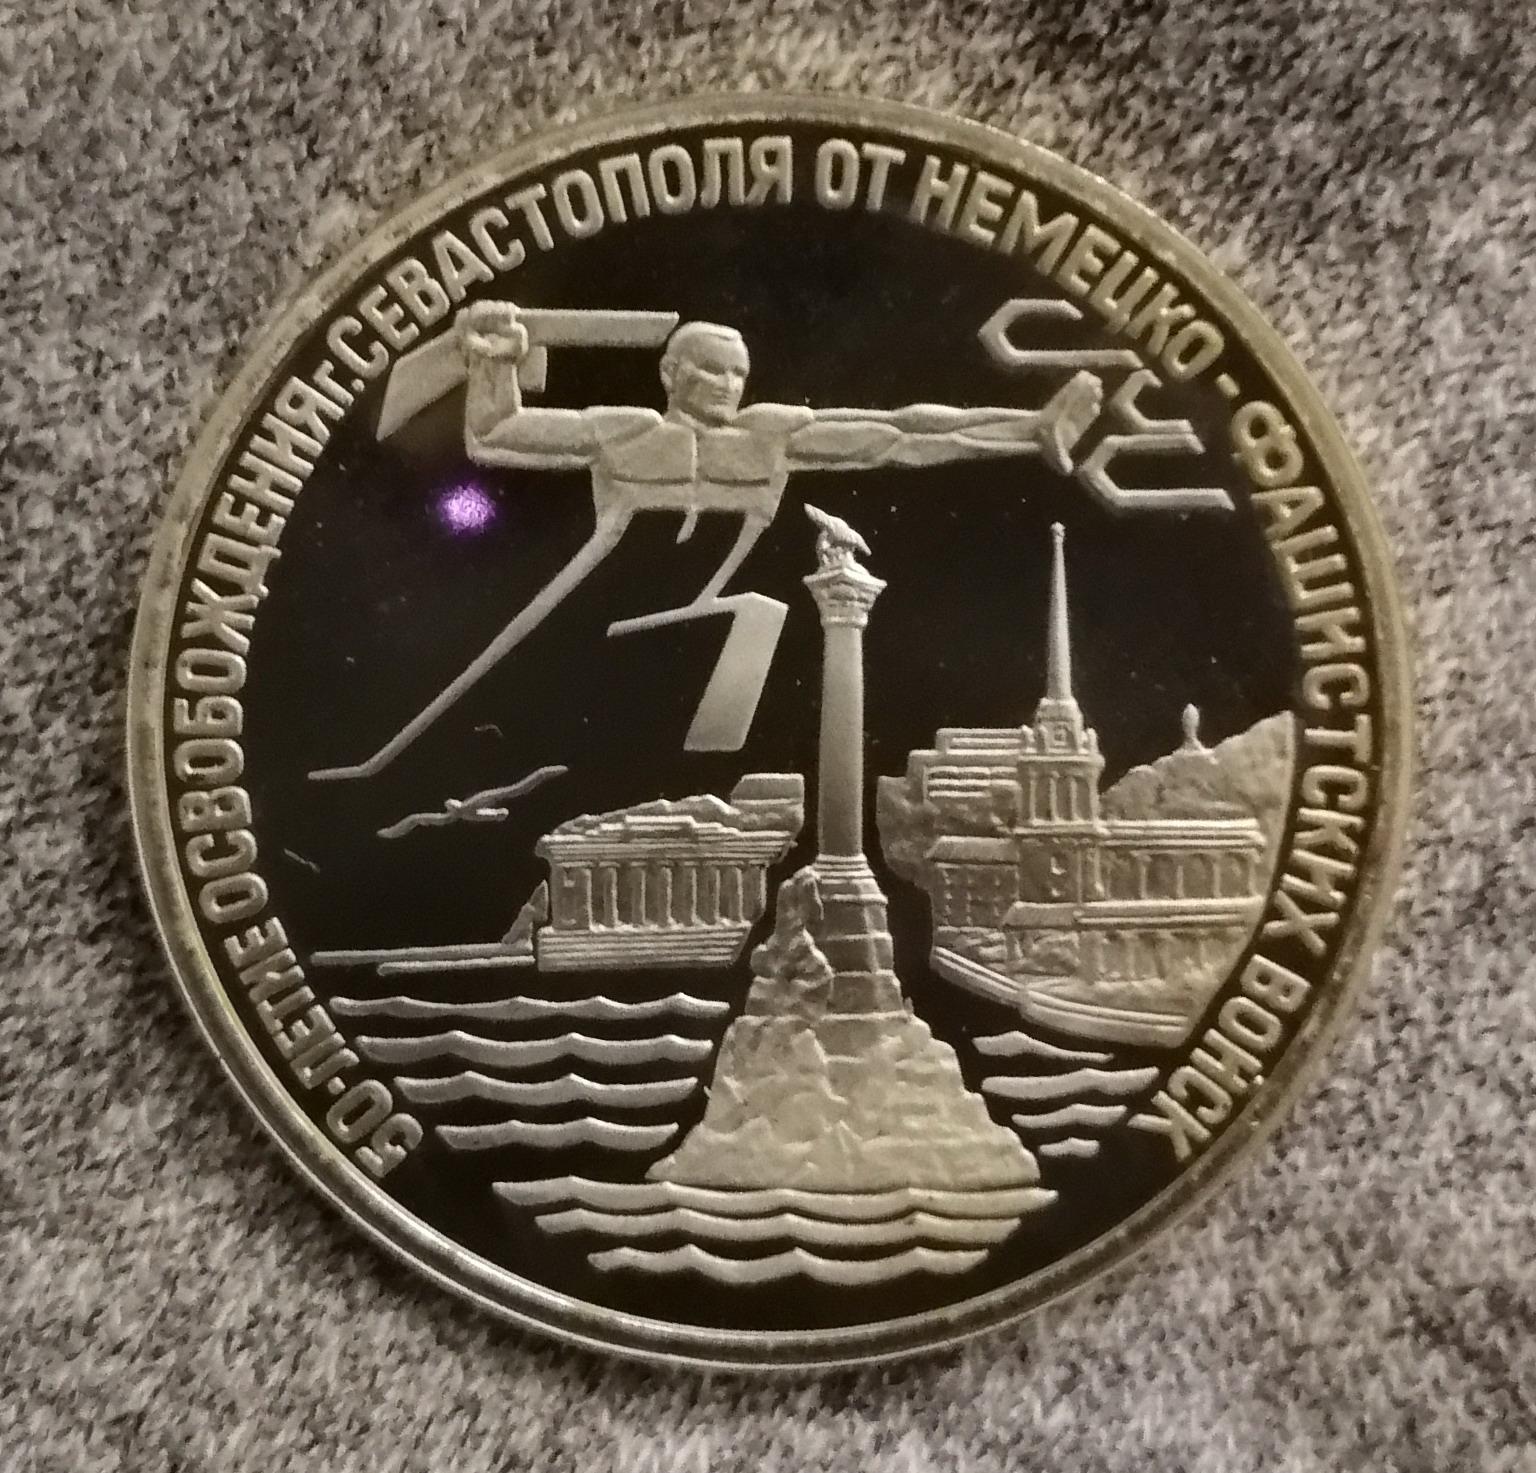 50-ЛЕТИЕ ОСВОБОЖДЕНИЯ г. СЕВАСТОПОЛЯ ОТ НЕМЕЦКО-ФАШИСТСКИХ ВОЙСК